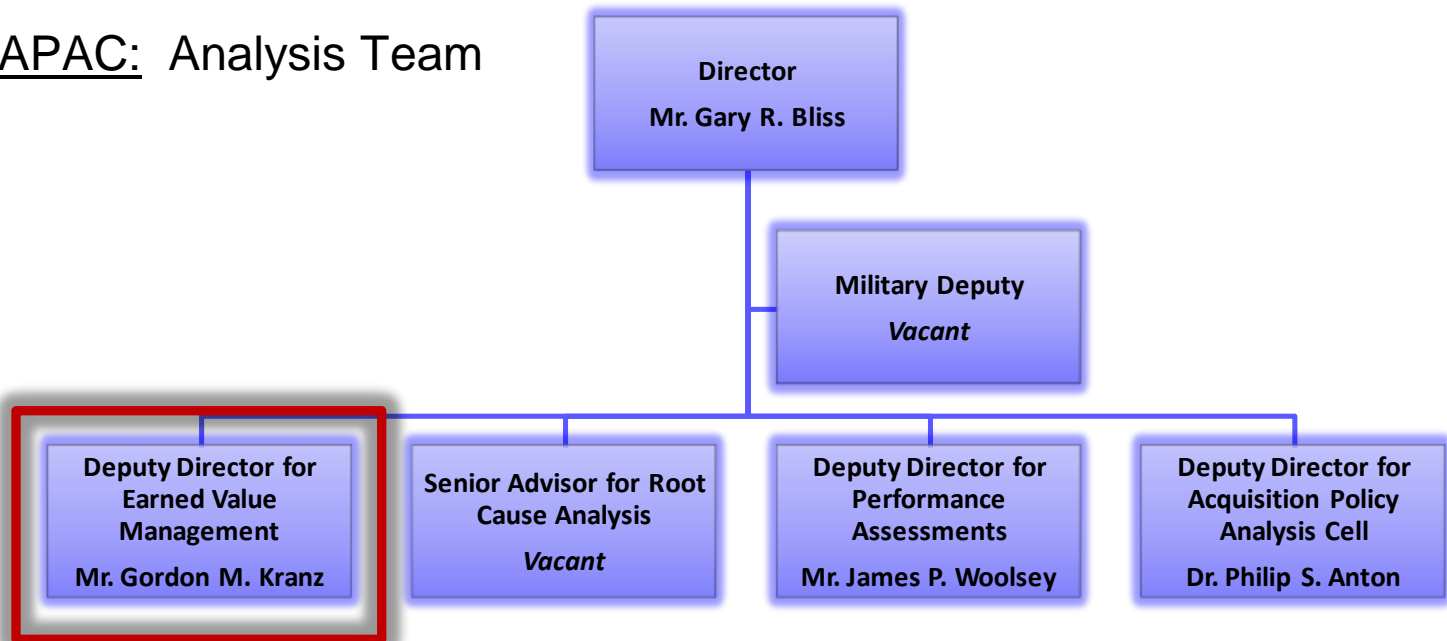 APAC: Analysis Team
Director
Mr. Gary R. Bliss
Military Deputy
Vacant
Deputy Director for
Earned Value
Management
Mr. Gordon M. Kranz
Senior Advisor for Root
Cause Analysis
Vacant
Deputy Director for
Performance
Assessments
Mr. James P. Woolsey
Deputy Director for
Acquisition Policy
Analysis Cell
Dr. Philip S. Anton